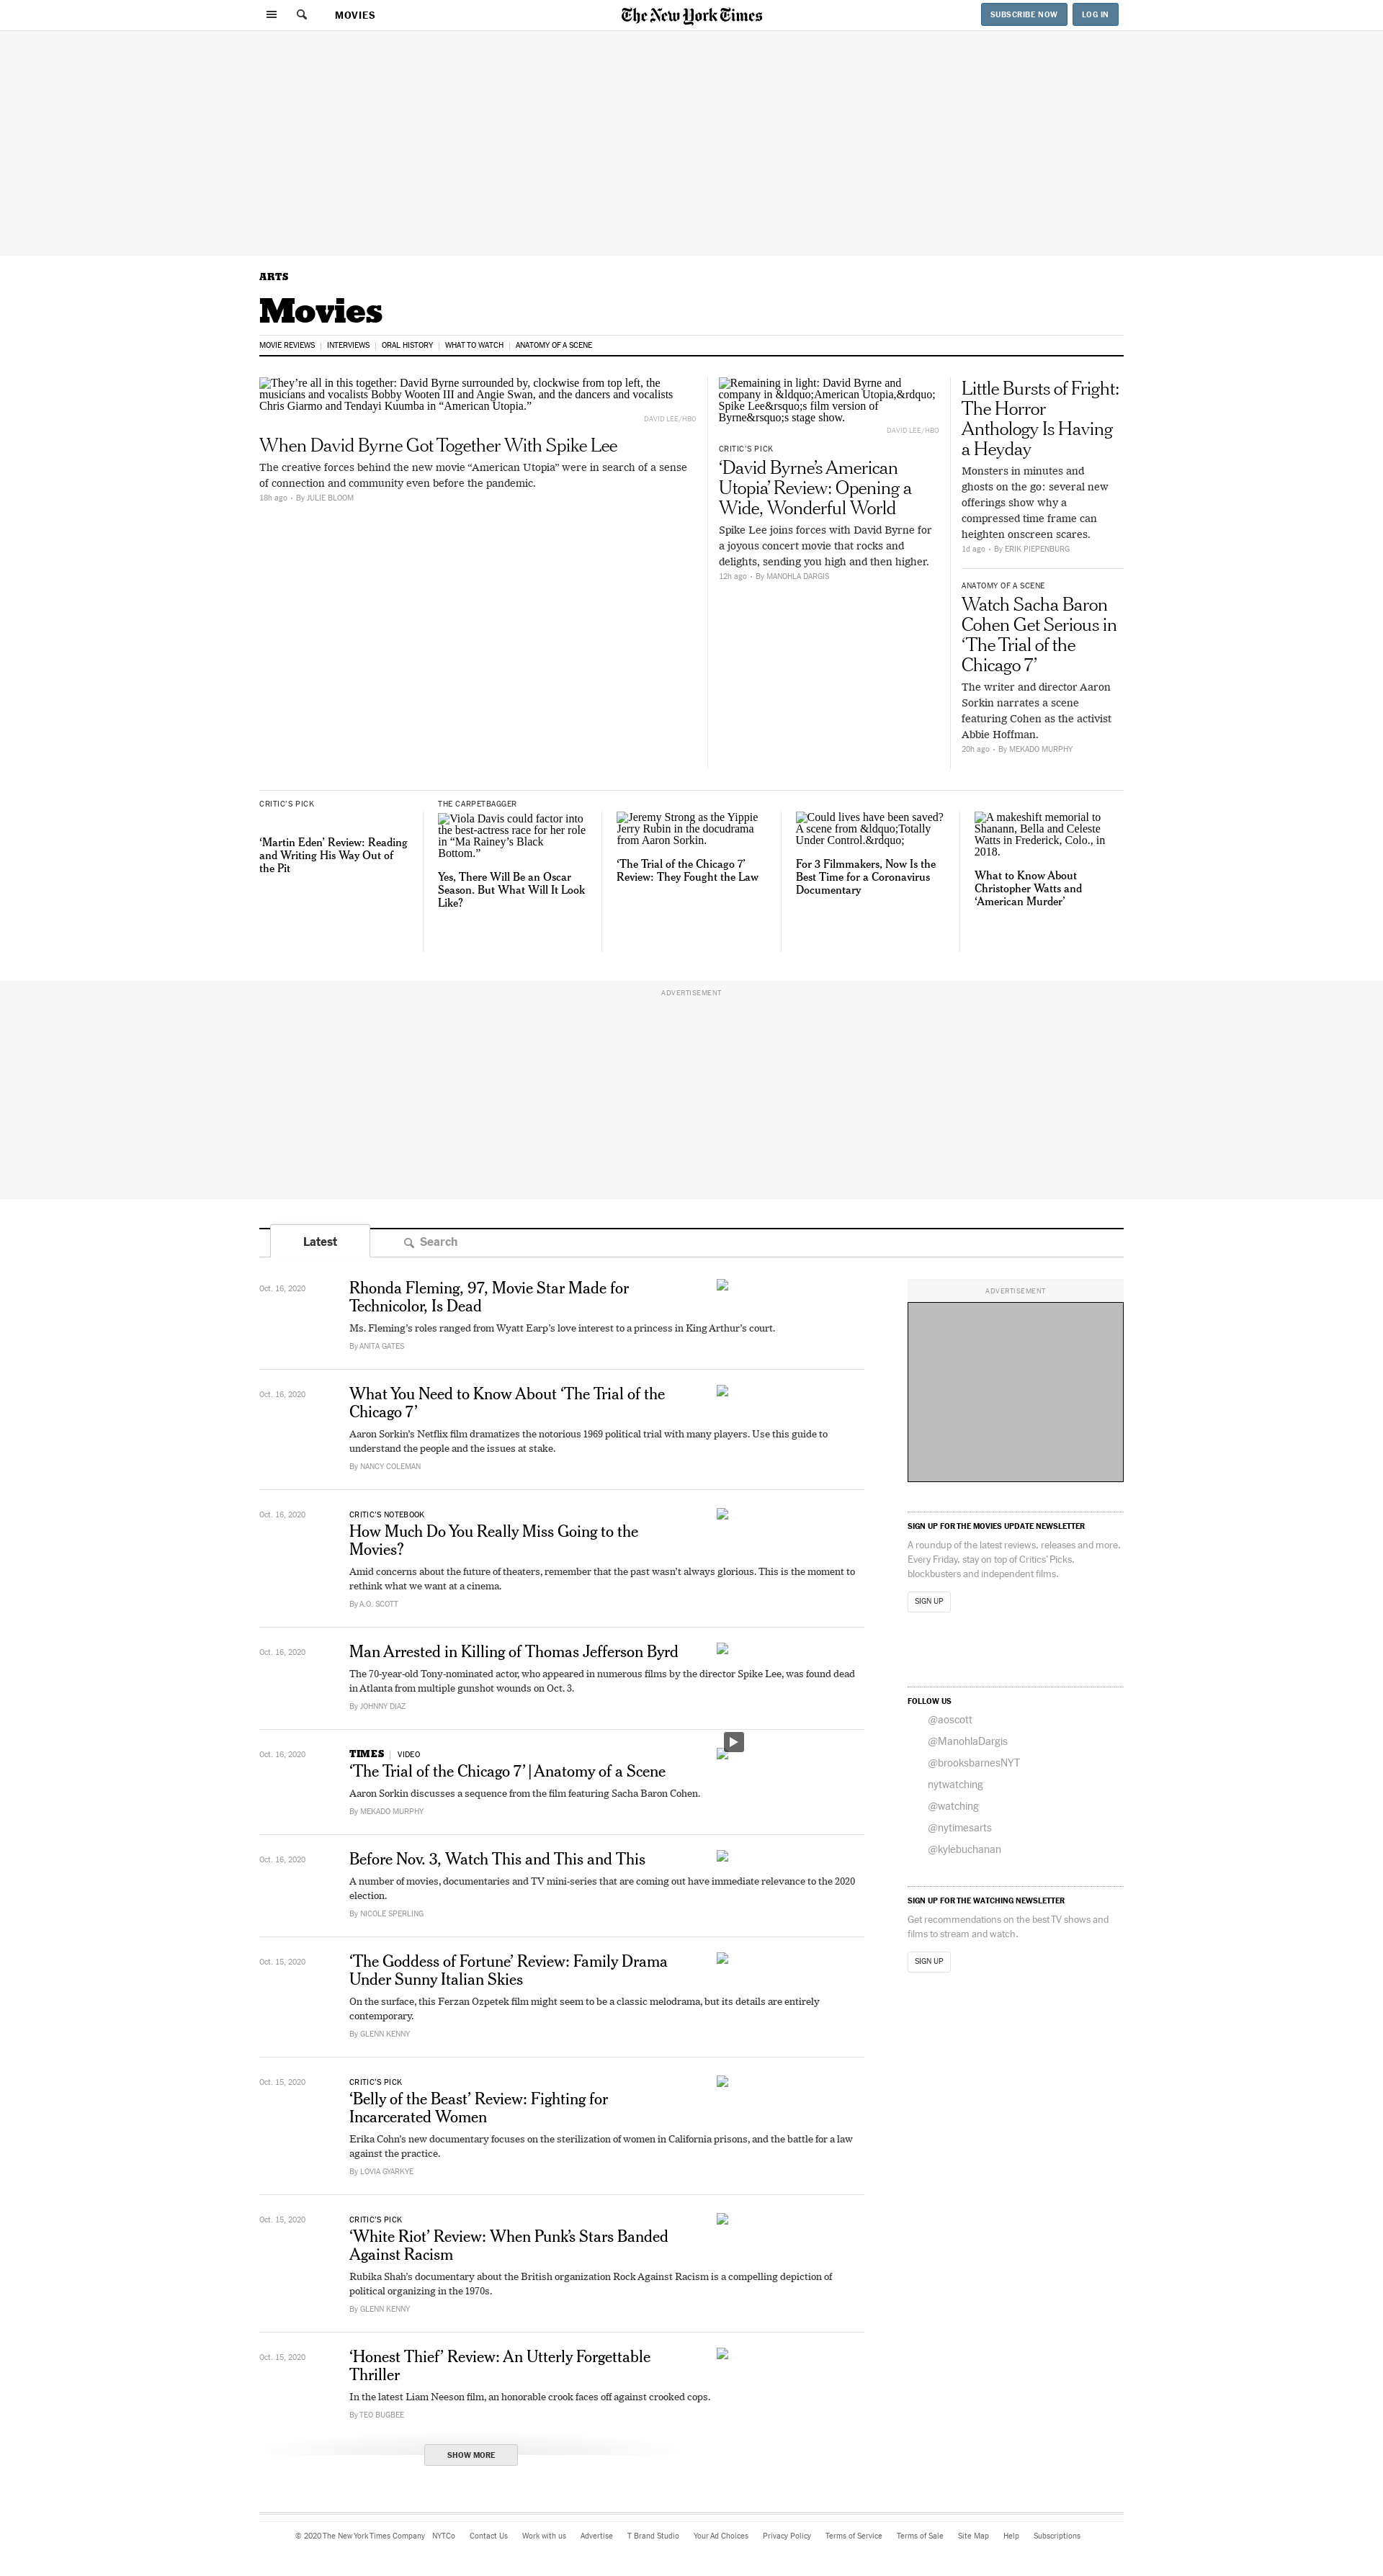 MOVIES
The New York Times
SUBSCRIBE NOW
LOG IN
ARTS
Movies
MOVIE REVIEWS | INTERVIEWS | ORAL HISTORY | WHAT TO WATCH | ANATOMY OF A SCENE
They’re all in this together: David Byrne surrounded by, clockwise from top left, the
musicians and vocalists Bobby Wooten III and Angie Swan, and the dancers and vocalists
Chris Giarmo and Tendayi Kuumba in “American Utopia.”
DAVID LEE/HBO
When David Byrne Got Together With Spike Lee
The creative forces behind the new movie “American Utopia” were in search of a sense
of connection and community even before the pandemic.
18h ago • By JULIE BLOOM
Remaining in light: David Byrne and
company in &ldquo;American Utopia,&rdquo;
Spike Lee&rsquo;s film version of
Byrne&rsquo;s stage show.
DAVID LEE/HBO
CRITIC’S PICK
‘David Byrne’s American
Utopia’ Review: Opening a
Wide, Wonderful World
Spike Lee joins forces with David Byrne for
a joyous concert movie that rocks and
delights, sending you high and then higher.
12h ago • By MANOHLA DARGIS
Little Bursts of Fright:
The Horror
Anthology Is Having
a Heyday
Monsters in minutes and
ghosts on the go: several new
offerings show why a
compressed time frame can
heighten onscreen scares.
1d ago • By ERIK PIEPENBURG
ANATOMY OF A SCENE
Watch Sacha Baron
Cohen Get Serious in
‘The Trial of the
Chicago 7’
The writer and director Aaron
Sorkin narrates a scene
featuring Cohen as the activist
Abbie Hoffman.
20h ago • By MEKADO MURPHY
CRITIC’S PICK
‘Martin Eden’ Review: Reading
and Writing His Way Out of
the Pit
THE CARPETBAGGER
Viola Davis could factor into
the best-actress race for her role
in “Ma Rainey’s Black
Bottom.”
Yes, There Will Be an Oscar
Season. But What Will It Look
Like?
Jeremy Strong as the Yippie
Jerry Rubin in the docudrama
from Aaron Sorkin.
‘The Trial of the Chicago 7’
Review: They Fought the Law
Could lives have been saved?
A scene from &ldquo;Totally
Under Control.&rdquo;
For 3 Filmmakers, Now Is the
Best Time for a Coronavirus
Documentary
A makeshift memorial to
Shanann, Bella and Celeste
Watts in Frederick, Colo., in
2018.
What to Know About
Christopher Watts and
‘American Murder’
ADVERTISEMENT
Latest
Search
Oct. 16, 2020
Rhonda Fleming, 97, Movie Star Made for
Technicolor, Is Dead
Ms. Fleming’s roles ranged from Wyatt Earp’s love interest to a princess in King Arthur’s court.
By ANITA GATES
Oct. 16, 2020
What You Need to Know About ‘The Trial of the
Chicago 7’
Aaron Sorkin’s Netflix film dramatizes the notorious 1969 political trial with many players. Use this guide to
understand the people and the issues at stake.
By NANCY COLEMAN
Oct. 16, 2020
CRITIC’S NOTEBOOK
How Much Do You Really Miss Going to the
Movies?
Amid concerns about the future of theaters, remember that the past wasn’t always glorious. This is the moment to
rethink what we want at a cinema.
By A.O. SCOTT
Oct. 16, 2020
Man Arrested in Killing of Thomas Jefferson Byrd
The 70-year-old Tony-nominated actor, who appeared in numerous films by the director Spike Lee, was found dead
in Atlanta from multiple gunshot wounds on Oct. 3.
By JOHNNY DIAZ
Oct. 16, 2020
TIMES | VIDEO
‘The Trial of the Chicago 7’ | Anatomy of a Scene
Aaron Sorkin discusses a sequence from the film featuring Sacha Baron Cohen.
By MEKADO MURPHY
Oct. 16, 2020
Before Nov. 3, Watch This and This and This
A number of movies, documentaries and TV mini-series that are coming out have immediate relevance to the 2020
election.
By NICOLE SPERLING
Oct. 15, 2020
‘The Goddess of Fortune’ Review: Family Drama
Under Sunny Italian Skies
On the surface, this Ferzan Ozpetek film might seem to be a classic melodrama, but its details are entirely
contemporary.
By GLENN KENNY
Oct. 15, 2020
CRITIC’S PICK
‘Belly of the Beast’ Review: Fighting for
Incarcerated Women
Erika Cohn’s new documentary focuses on the sterilization of women in California prisons, and the battle for a law
against the practice.
By LOVIA GYARKYE
Oct. 15, 2020
CRITIC’S PICK
‘White Riot’ Review: When Punk’s Stars Banded
Against Racism
Rubika Shah’s documentary about the British organization Rock Against Racism is a compelling depiction of
political organizing in the 1970s.
By GLENN KENNY
Oct. 15, 2020
‘Honest Thief’ Review: An Utterly Forgettable
Thriller
In the latest Liam Neeson film, an honorable crook faces off against crooked cops.
By TEO BUGBEE
SHOW MORE
ADVERTISEMENT
SIGN UP FOR THE MOVIES UPDATE NEWSLETTER
A roundup of the latest reviews, releases and more.
Every Friday, stay on top of Critics’ Picks,
blockbusters and independent films.
SIGN UP
FOLLOW US
@aoscott
@ManohlaDargis
@brooksbarnesNYT
nytwatching
@watching
@nytimesarts
@kylebuchanan
SIGN UP FOR THE WATCHING NEWSLETTER
Get recommendations on the best TV shows and
films to stream and watch.
SIGN UP
© 2020 The New York Times Company NYTCo Contact Us Work with us Advertise T Brand Studio Your Ad Choices Privacy Policy Terms of Service Terms of Sale Site Map Help Subscriptions